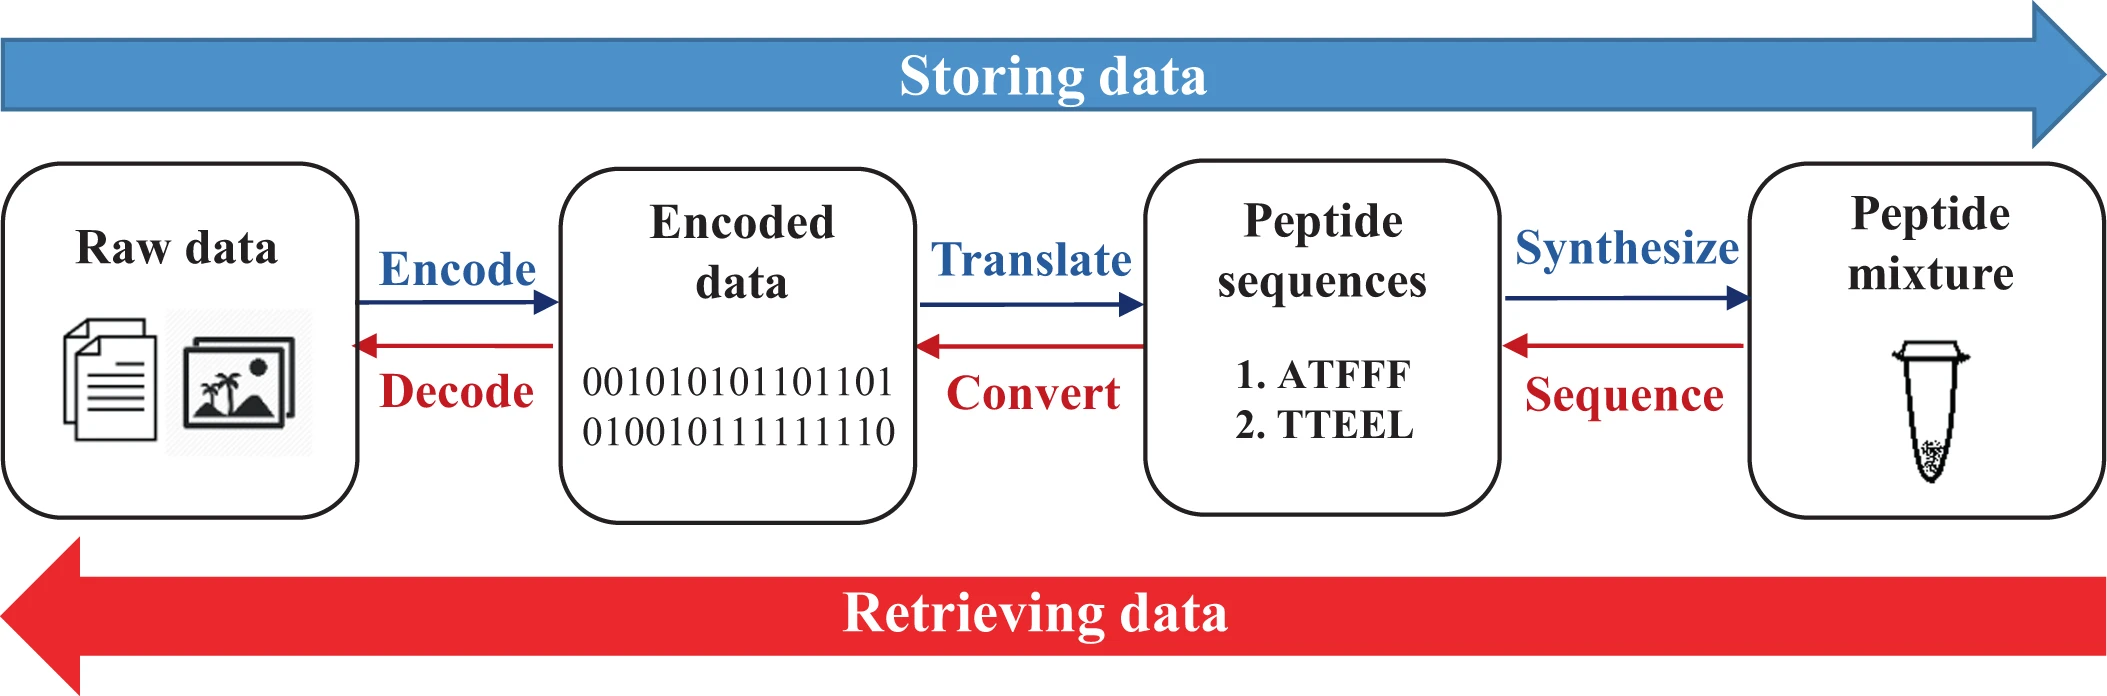 Storing data
Raw data
Encode
Decode
Encoded
data
001010101101101
010010111111110
Translate
Convert
Peptide
sequences
1. ATFFF
2. TTEEL
Synthesize
Sequence
Peptide
mixture
Retrieving data